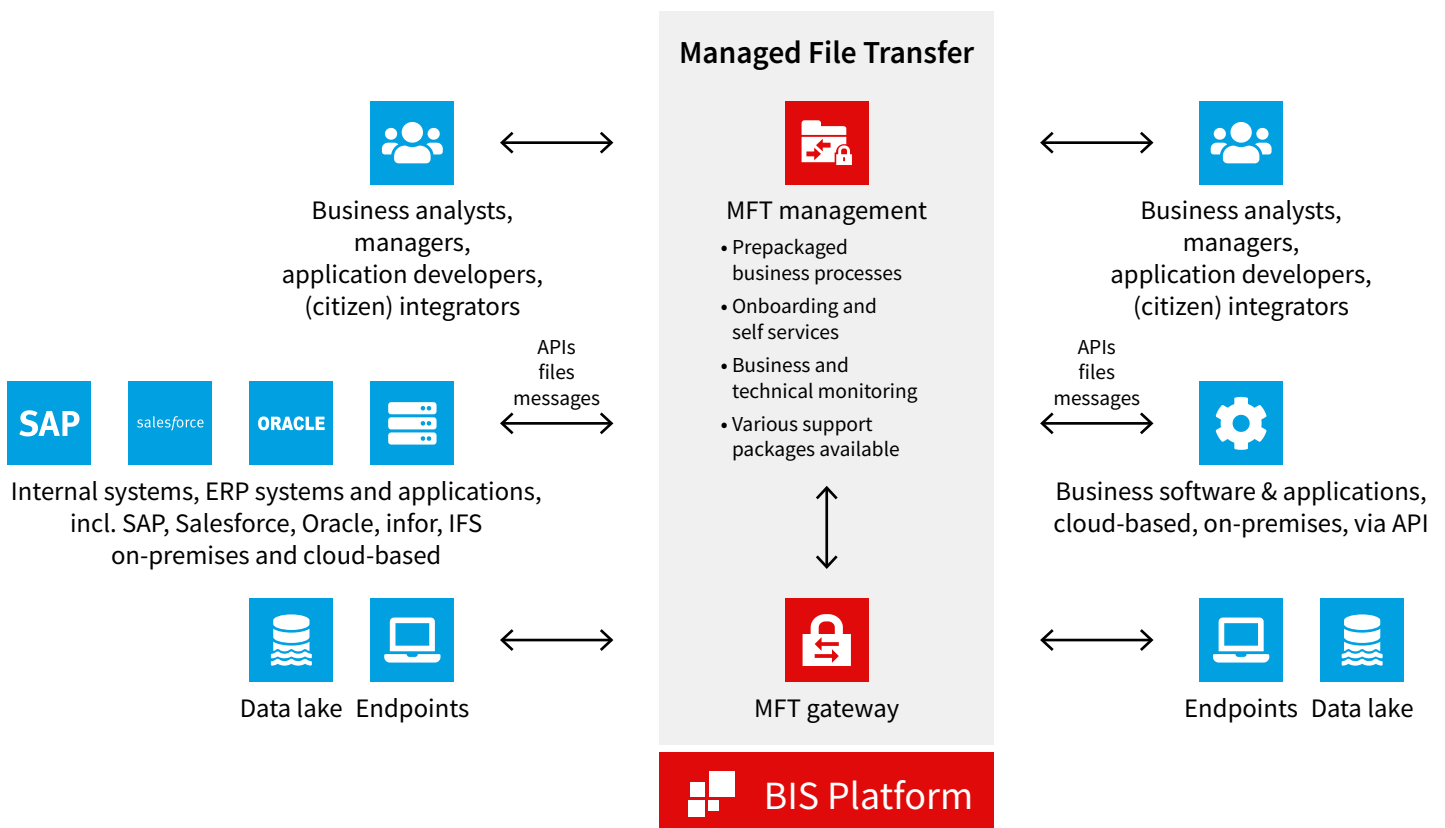 Managed File Transfer
Business analysts,
managers,
application developers,
(citizen) integrators
MFT management
• Prepackaged
business processes
• Onboarding and
self services
• Business and
technical monitoring
• Various support
packages available
Business analysts,
managers,
application developers,
(citizen) integrators
APIs
files
messages
APIs
files
messages
SAP
salesforce
ORACLE
Internal systems, ERP systems and applications,
incl. SAP, Salesforce, Oracle, infor, IFS
on-premises and cloud-based
Business software & applications,
cloud-based, on-premises, via API
Data lake
Endpoints
MFT gateway
Endpoints
Data lake
BIS Platform